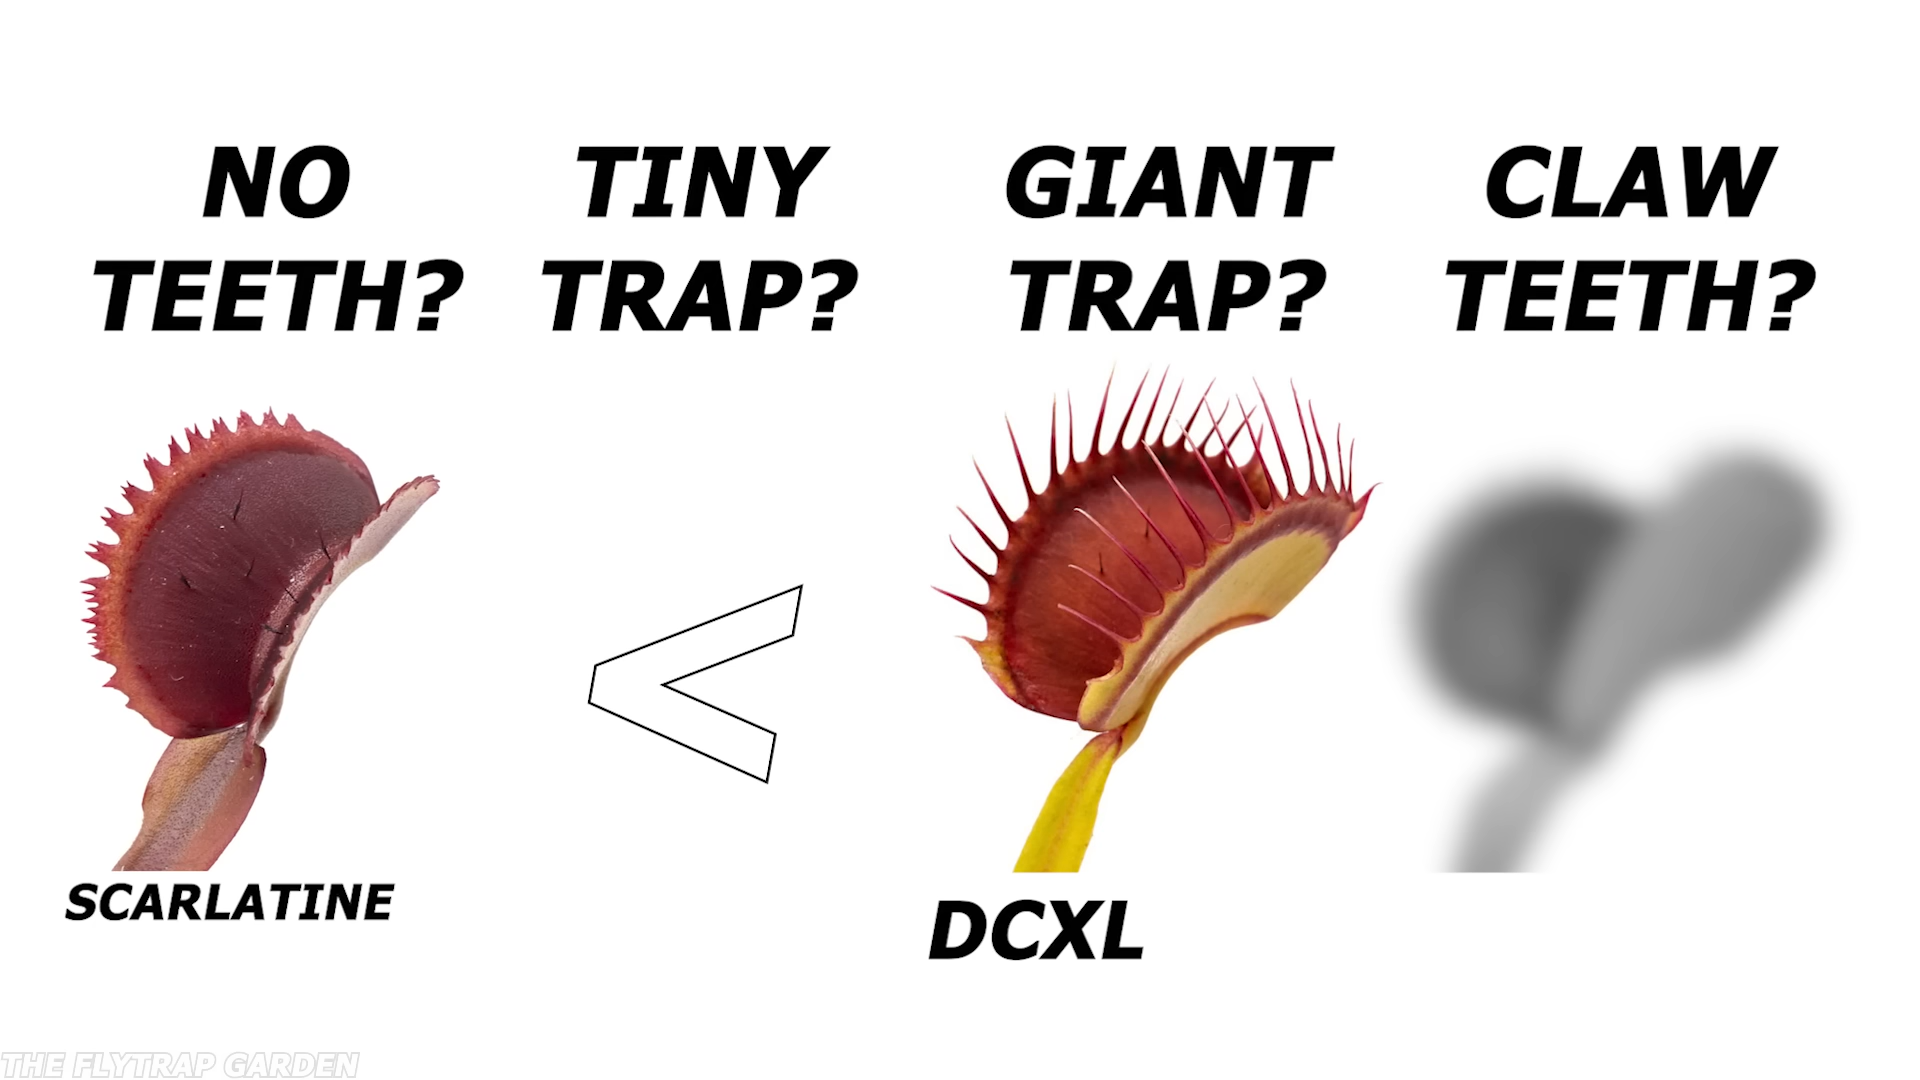 NO
TEETH?
TINY
TRAP?
GIANT
TRAP?
CLAW
TEETH?
<
SCARLATINE
DCXL
THE FLYTRAP GARDEN